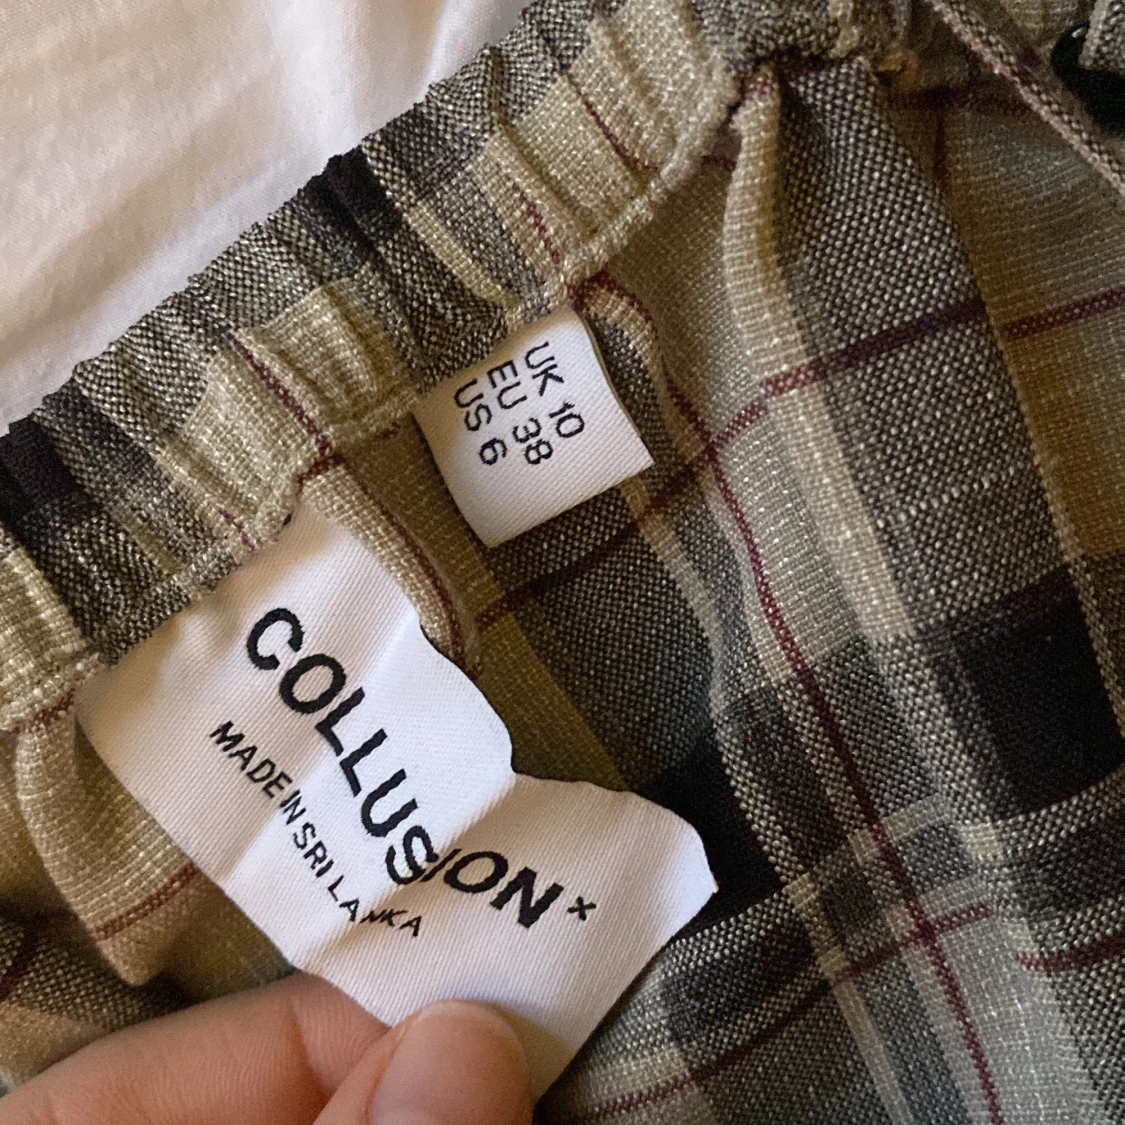 UK 10
EU 38
US 6
COLLUSION×
MADE IN SRI LANKA